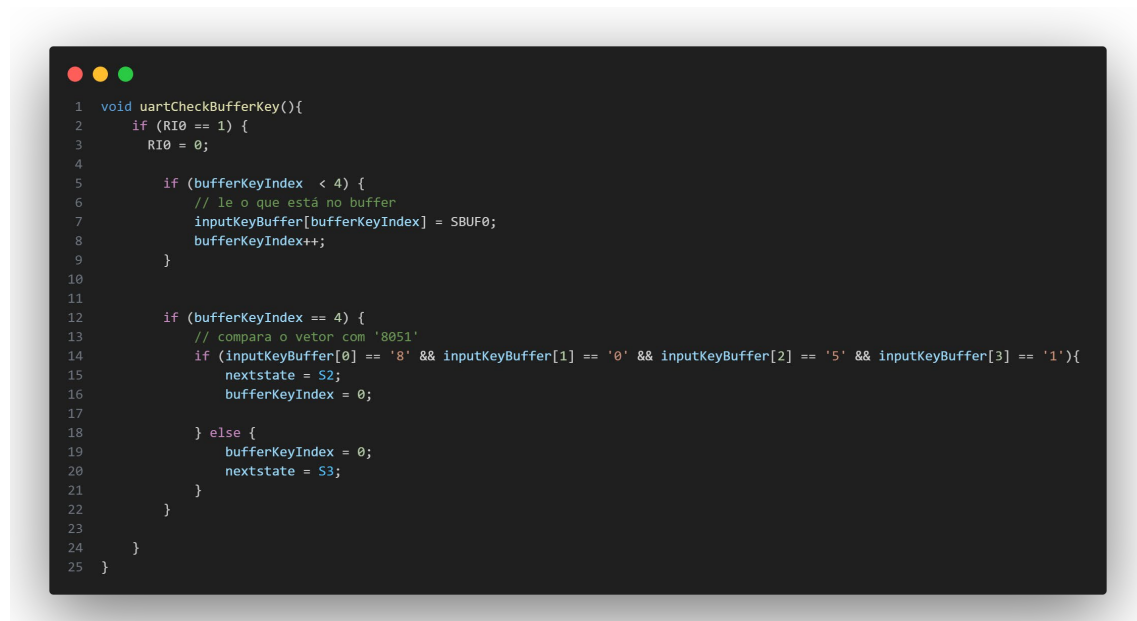 1 void uartCheckBufferKey(){
2     if (RI0 == 1) {
3       RI0 = 0;
4
5         if (bufferKeyIndex  < 4) {
6             // le o que está no buffer
7             inputKeyBuffer[bufferKeyIndex] = SBUF0;
8             bufferKeyIndex++;
9         }
10
11
12         if (bufferKeyIndex == 4) {
13             // compara o vetor com '8051'
14             if (inputKeyBuffer[0] == '8' && inputKeyBuffer[1] == '0' && inputKeyBuffer[2] == '5' && inputKeyBuffer[3] == '1'){
15                 nextstate = S2;
16                 bufferKeyIndex = 0;
17
18             } else {
19                 bufferKeyIndex = 0;
20                 nextstate = S3;
21             }
22         }
23
24     }
25 }